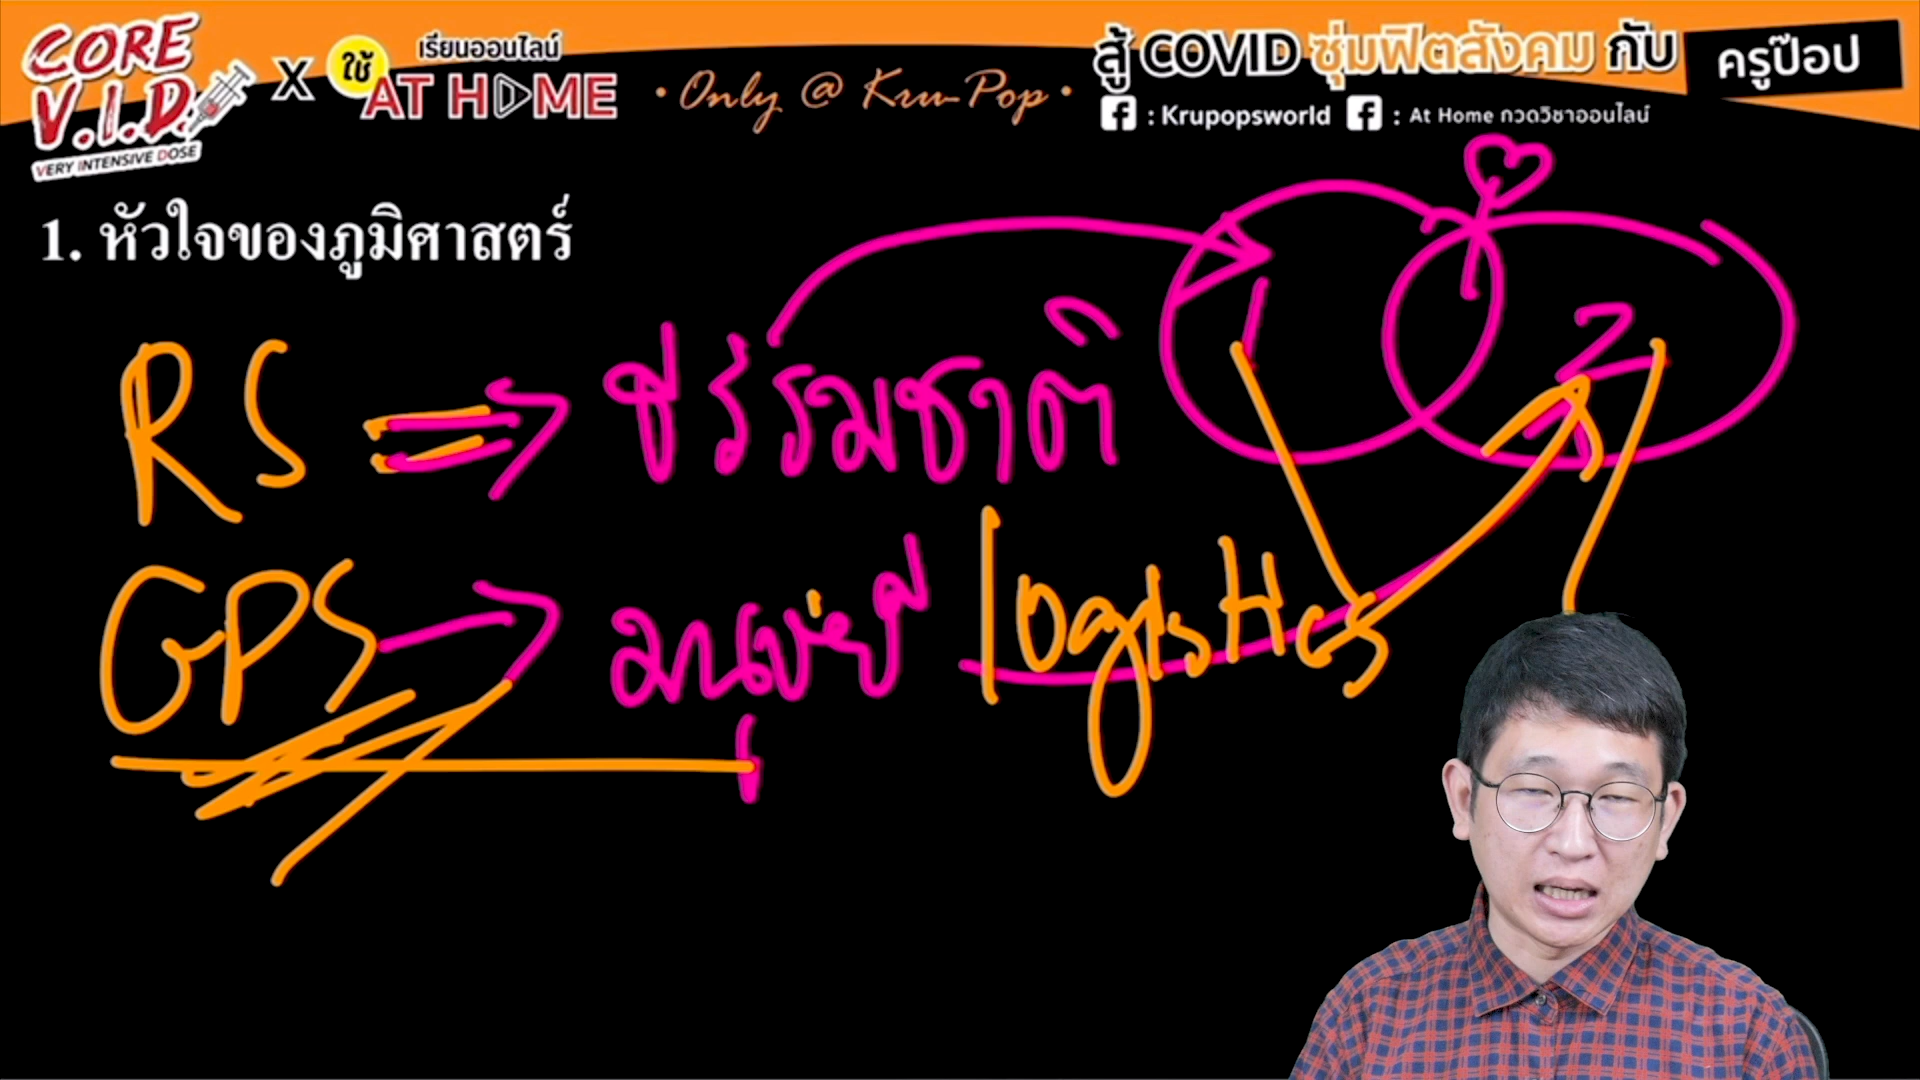 CORE
V.I.D.
VERY INTENSIVE DOSE
X
ใช้
เรียนออนไลน์
AT HOME
• Only @ Kru-Pop •
สู้ COVID ซุ่มฟิตสังคม กับ ครูป๊อป
: Krupopsworld : At Home กวดวิชาออนไลน์
1. หัวใจของภูมิศาสตร์
1 2
RS ⇒ ธรรมชาติ
GPS → logistics